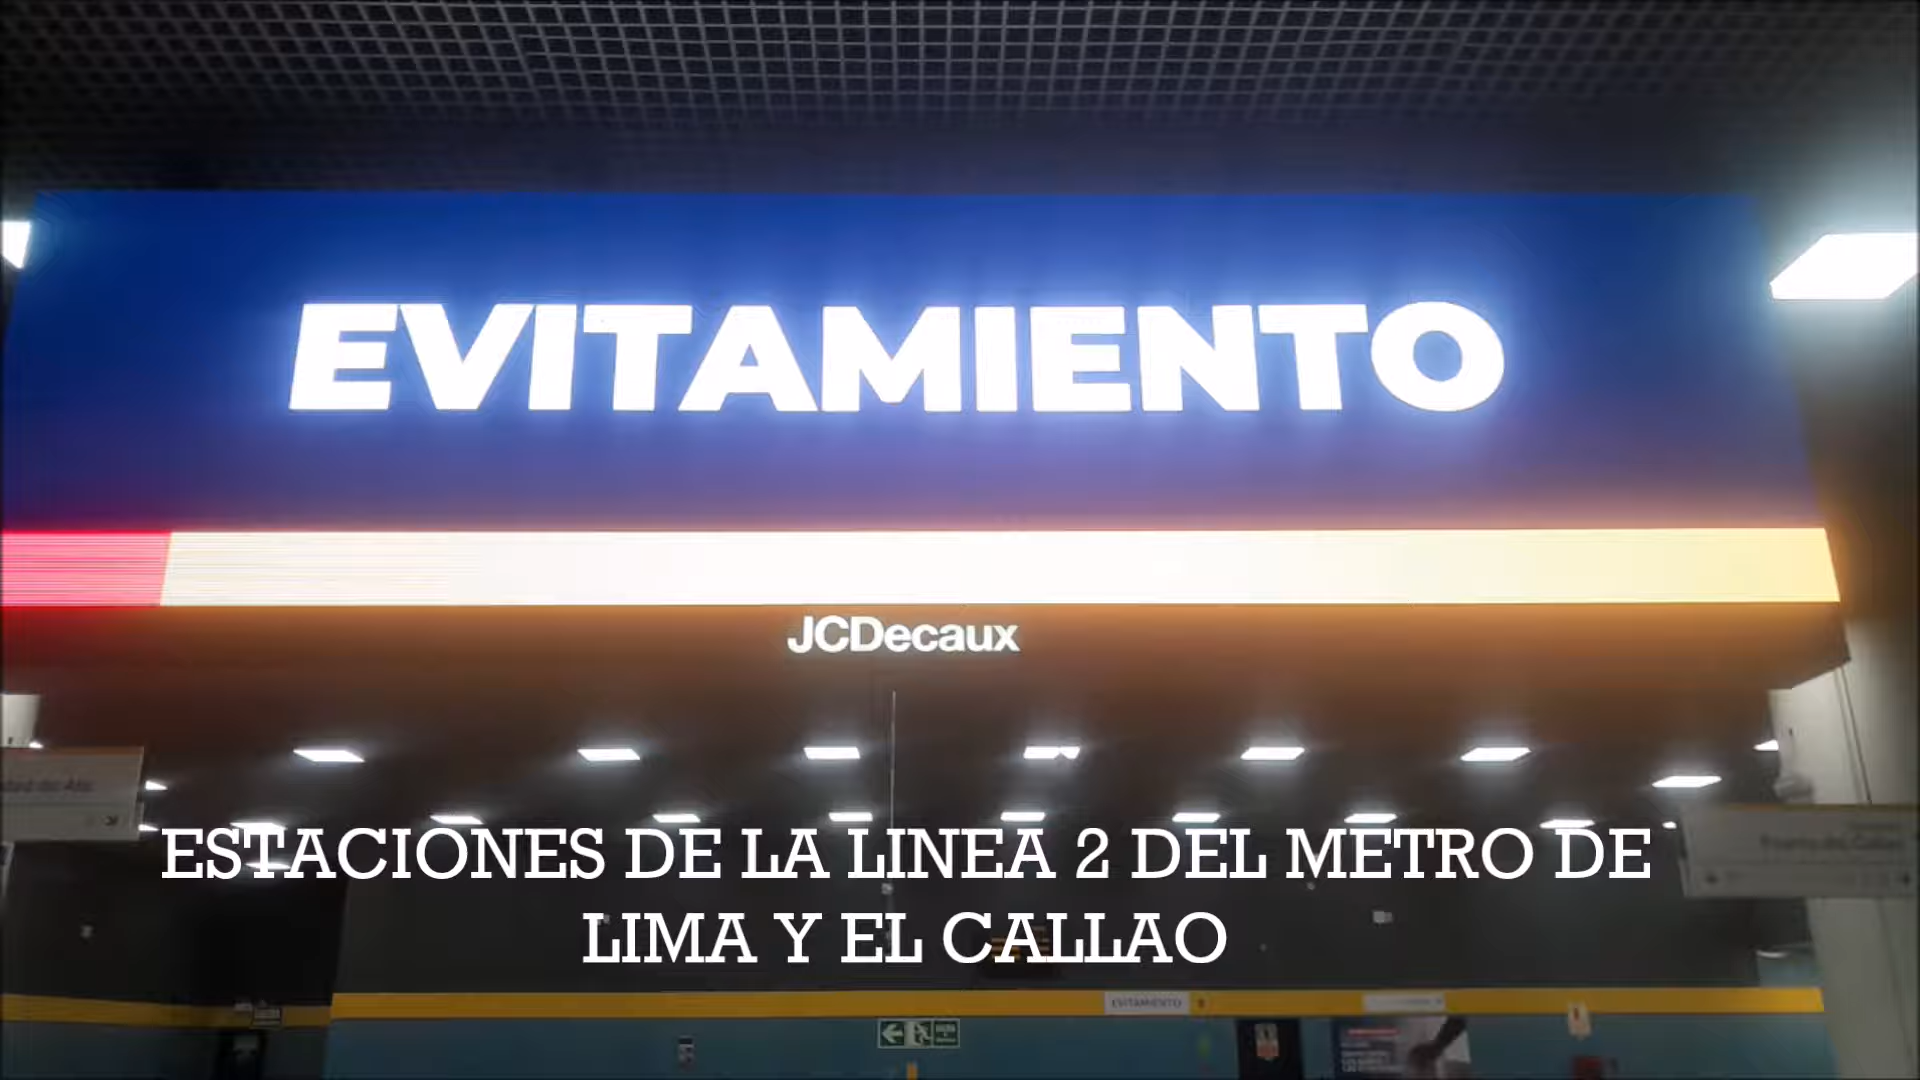 EVITAMIENTO
JCDecaux
ESTACIONES DE LA LINEA 2 DEL METRO DE
LIMA Y EL CALLAO
EVITAMIENTO